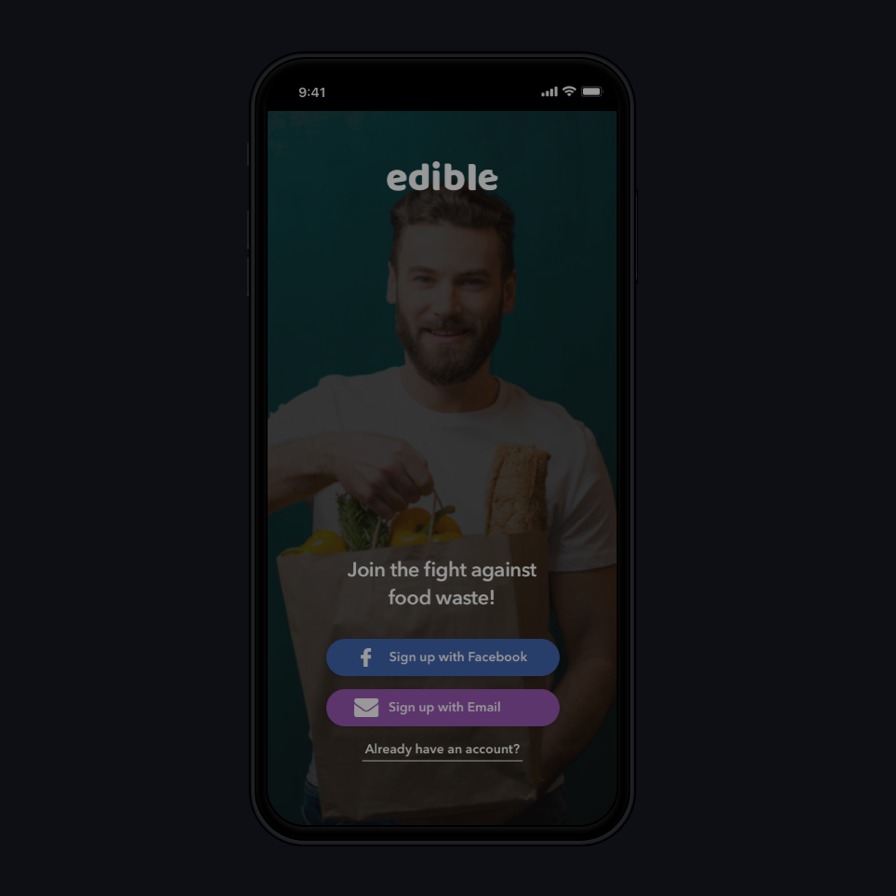 9:41
edible
Join the fight against
food waste!
Sign up with Facebook
Sign up with Email
Already have an account?